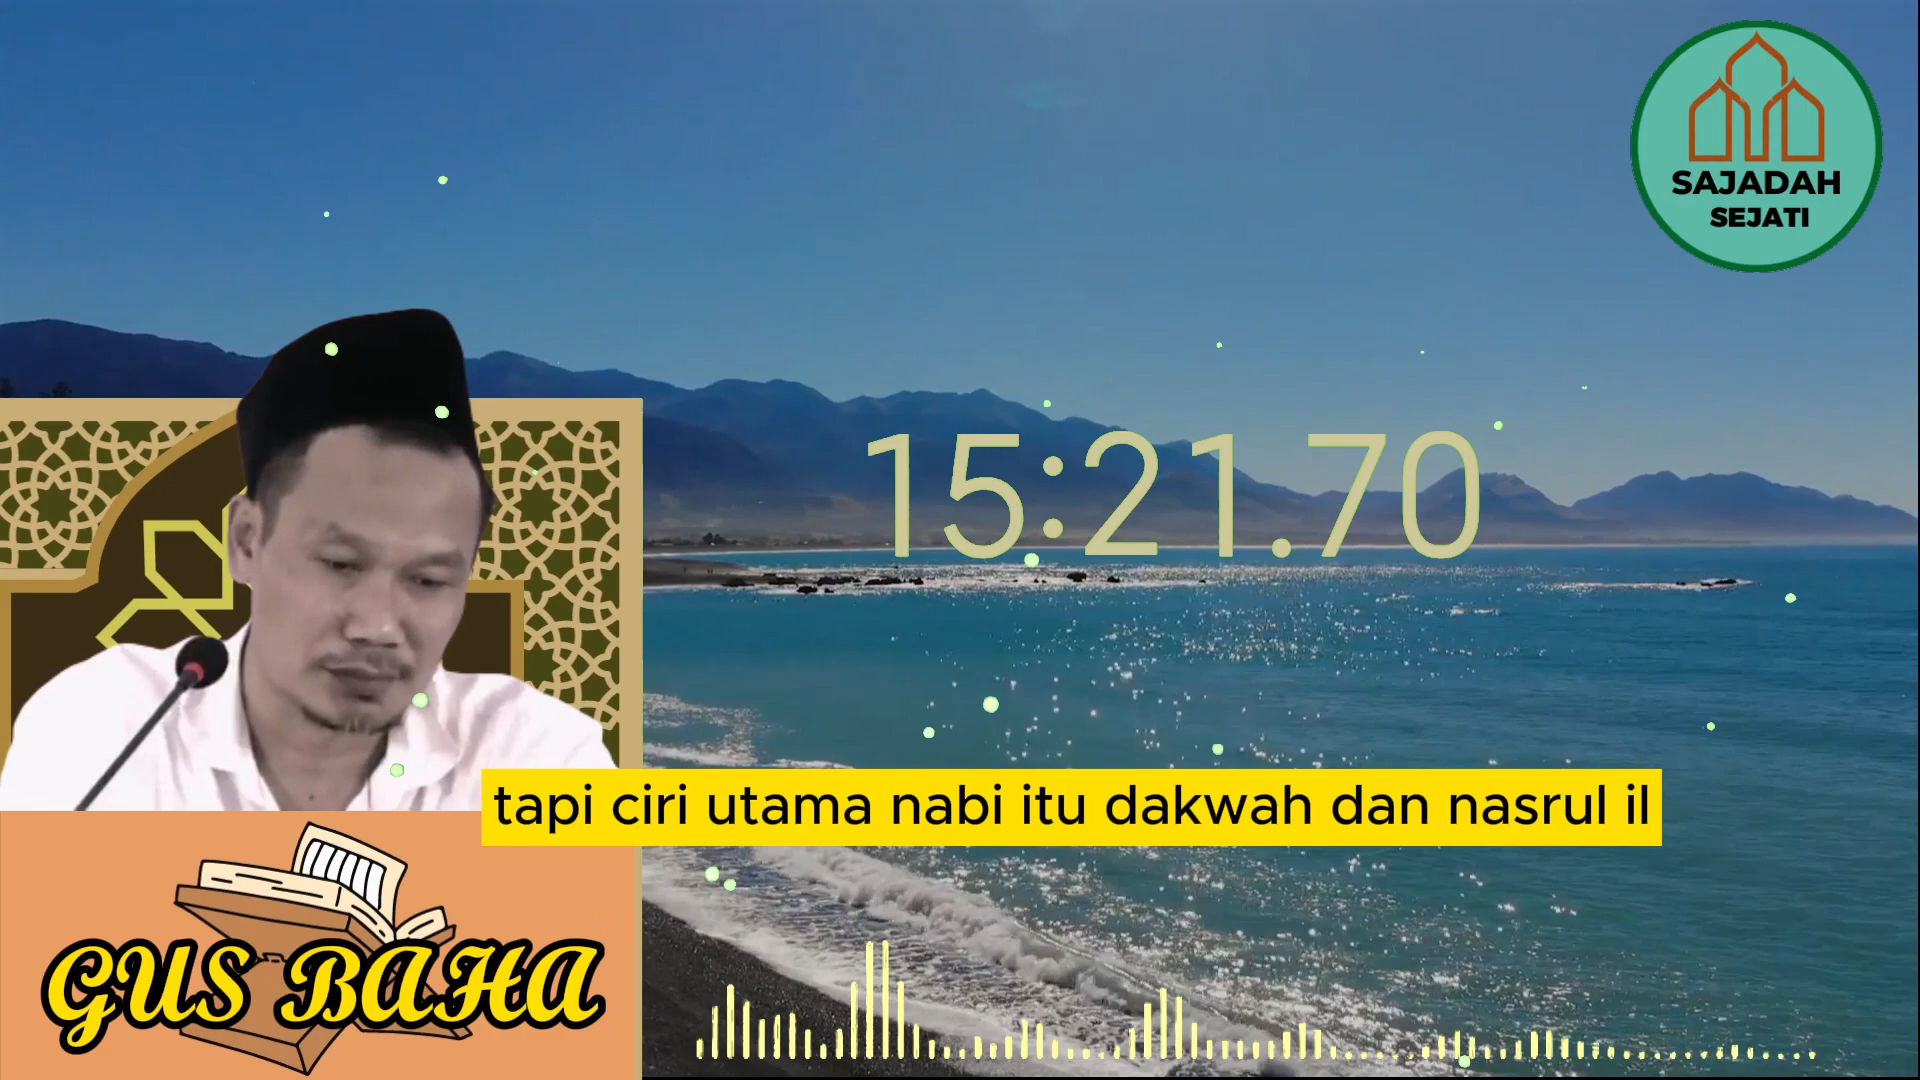 SAJADAH
SEJATI
15:21.70
tapi ciri utama nabi itu dakwah dan nasrul il
GUS BAHA